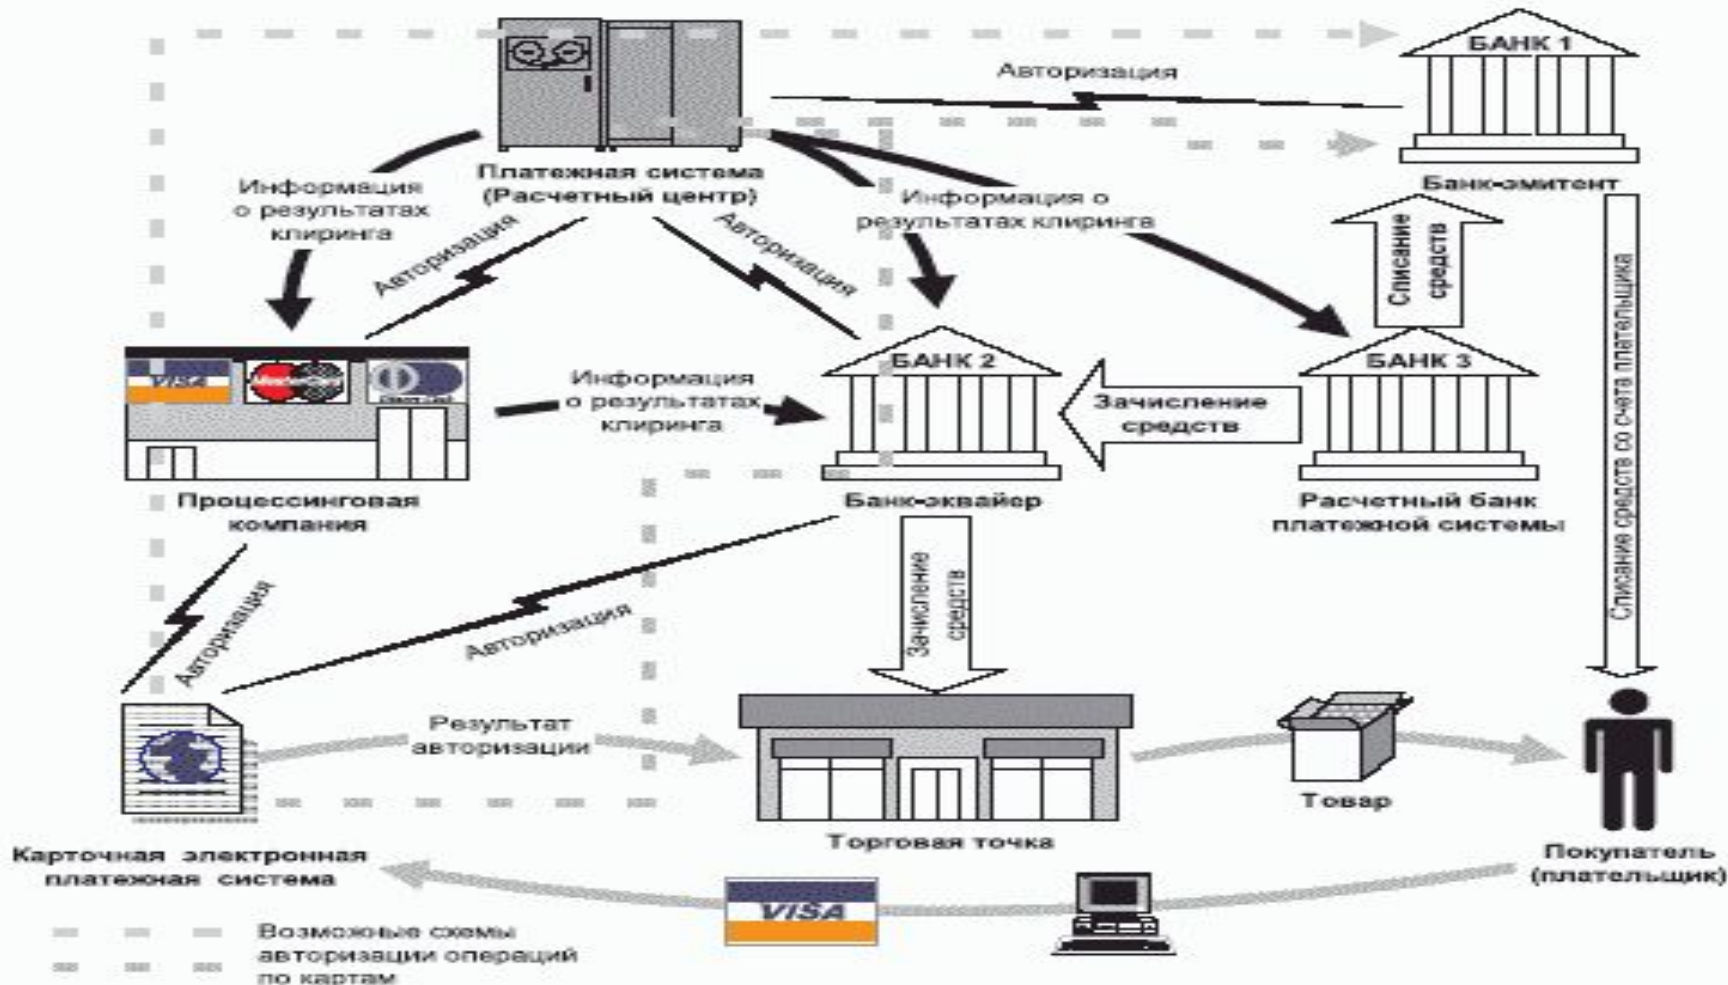 БАНК 1
Авторизация
Платежная система
(Расчетный центр)
Банк-эмитент
Информация
о результатах
клиринга
Информация о
результатах клиринга
Авторизация
Авторизация
Списание
средств
Списание средств со счета плательщика
VISA
MasterCard
Информация
о результатах
клиринга
БАНК 2
Зачисление
средств
БАНК 3
Процессинговая
компания
Банк-эквайер
Расчетный банк
платежной системы
Авторизация
Авторизация
Зачисление
средств
Результат
авторизации
Товар
Торговая точка
Покупатель
(плательщик)
Карточная электронная
платежная система
VISA
Возможные схемы
авторизации операций
по картам